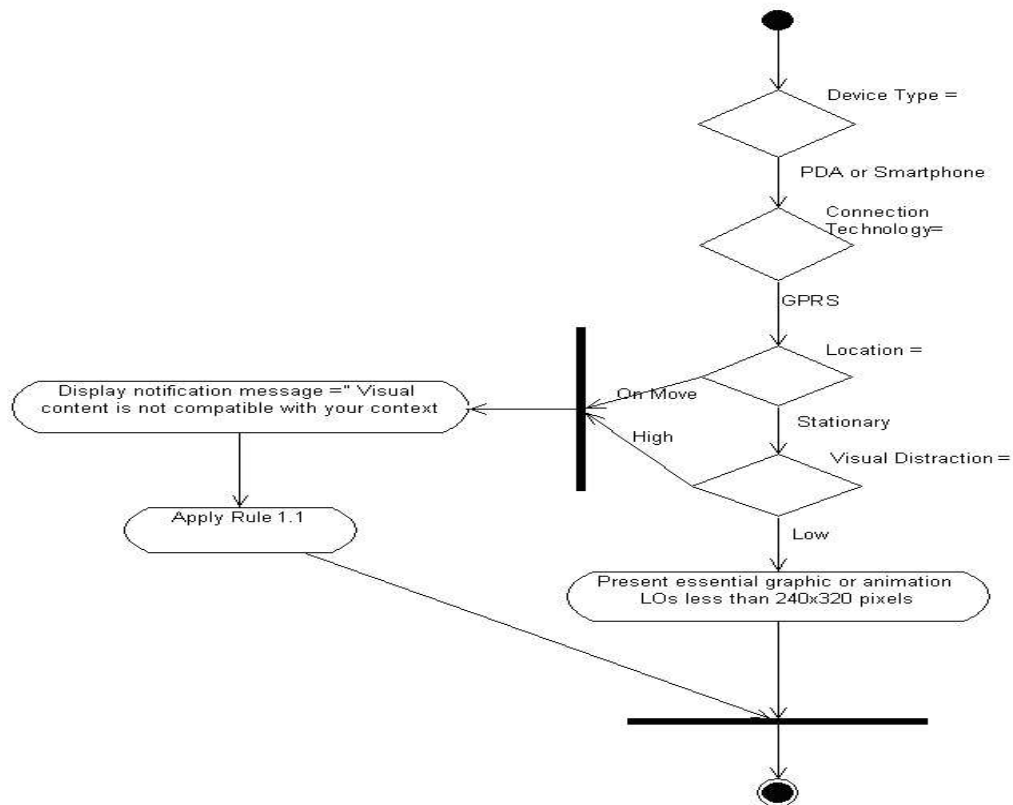 Device Type =
PDA or Smartphone
Connection
Technology=
GPRS
Location =
On Move
Stationary
High
Visual Distraction =
Low
Display notification message =" Visual
content is not compatible with your context
Apply Rule 1.1
Present essential graphic or animation
LOs less than 240x320 pixels